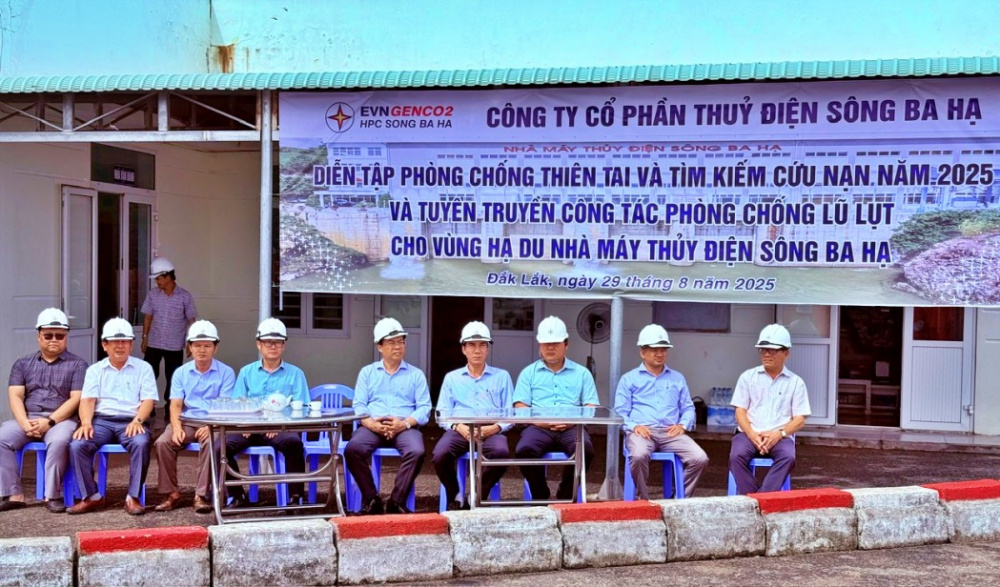 EVNGENCO2
HPC SONG BA HA
CÔNG TY CỔ PHẦN THUỶ ĐIỆN SÔNG BA HẠ
NHÀ MÁY THỦY ĐIỆN SÔNG BA HẠ
DIỄN TẬP PHÒNG CHỐNG THIÊN TAI VÀ TÌM KIẾM CỨU NẠN NĂM 2025
VÀ TUYÊN TRUYỀN CÔNG TÁC PHÒNG CHỐNG LŨ LỤT
CHO VÙNG HẠ DU NHÀ MÁY THỦY ĐIỆN SÔNG BA HẠ
Đắk Lắk, ngày 29 tháng 8 năm 2025